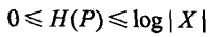 0 ⩽ H(P) ⩽ log | X |